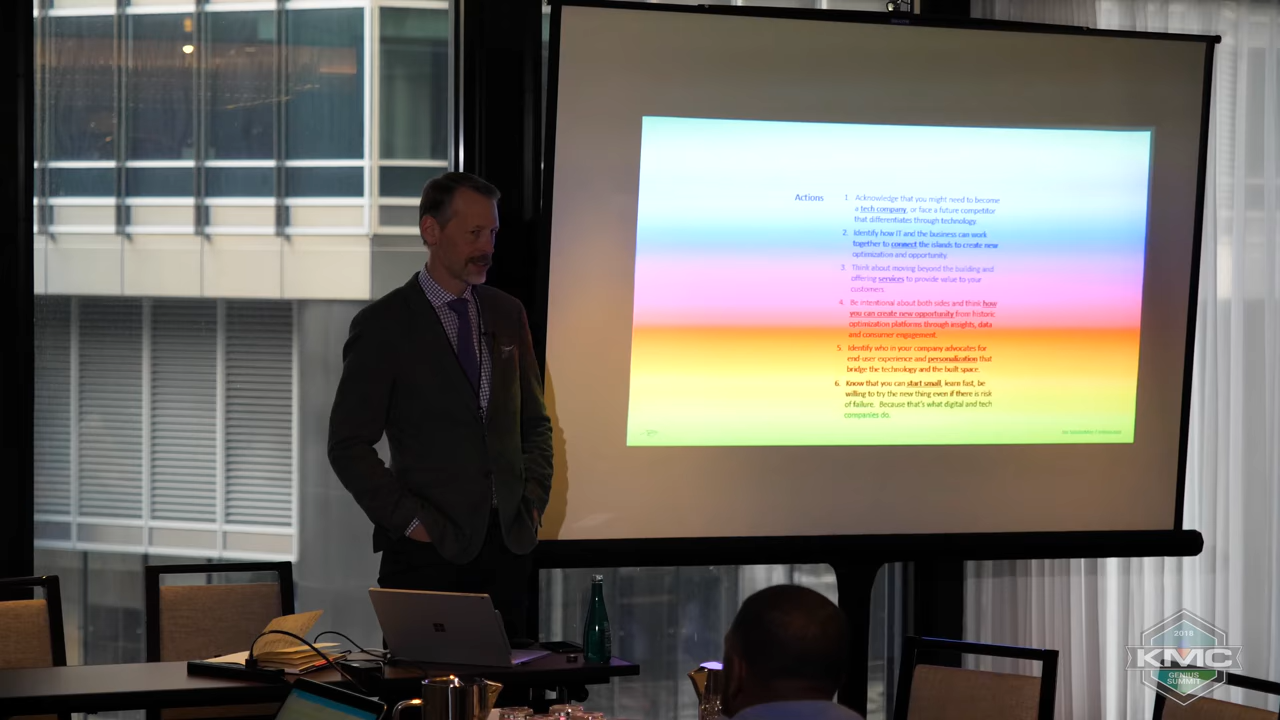 Actions
1. Acknowledge that you might need to become
a tech company, or face a future competitor
that differentiates through technology.
2. Identify how IT and the business can work
together to connect the islands to create new
optimization and opportunity.
3. Think about moving beyond the building and
offering services to provide value to your
customers.
4. Be intentional about both sides and think how
you can create new opportunity from historic
optimization platforms through insights, data
and consumer engagement.
5. Identify who in your company advocates for
end-user experience and personalization that
bridge the technology and the built space.
6. Know that you can start small, learn fast, be
willing to try the new thing even if there is risk
of failure. Because that's what digital and tech
companies do.
2018
KMC
GENIUS
SUMMIT